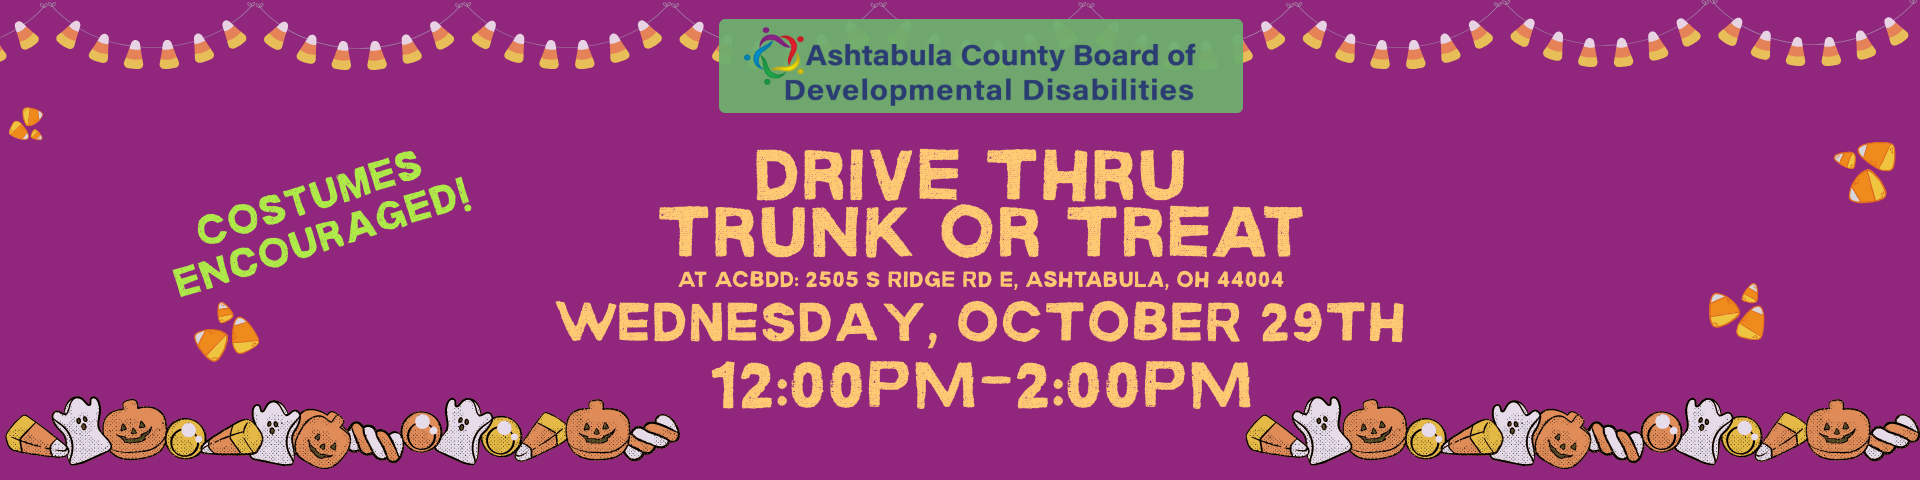 Ashtabula County Board of
Developmental Disabilities
COSTUMES
ENCOURAGED!
DRIVE THRU
TRUNK OR TREAT
AT ACBDD: 2505 S RIDGE RD E, ASHTABULA, OH 44004
WEDNESDAY, OCTOBER 29TH
12:00PM-2:00PM